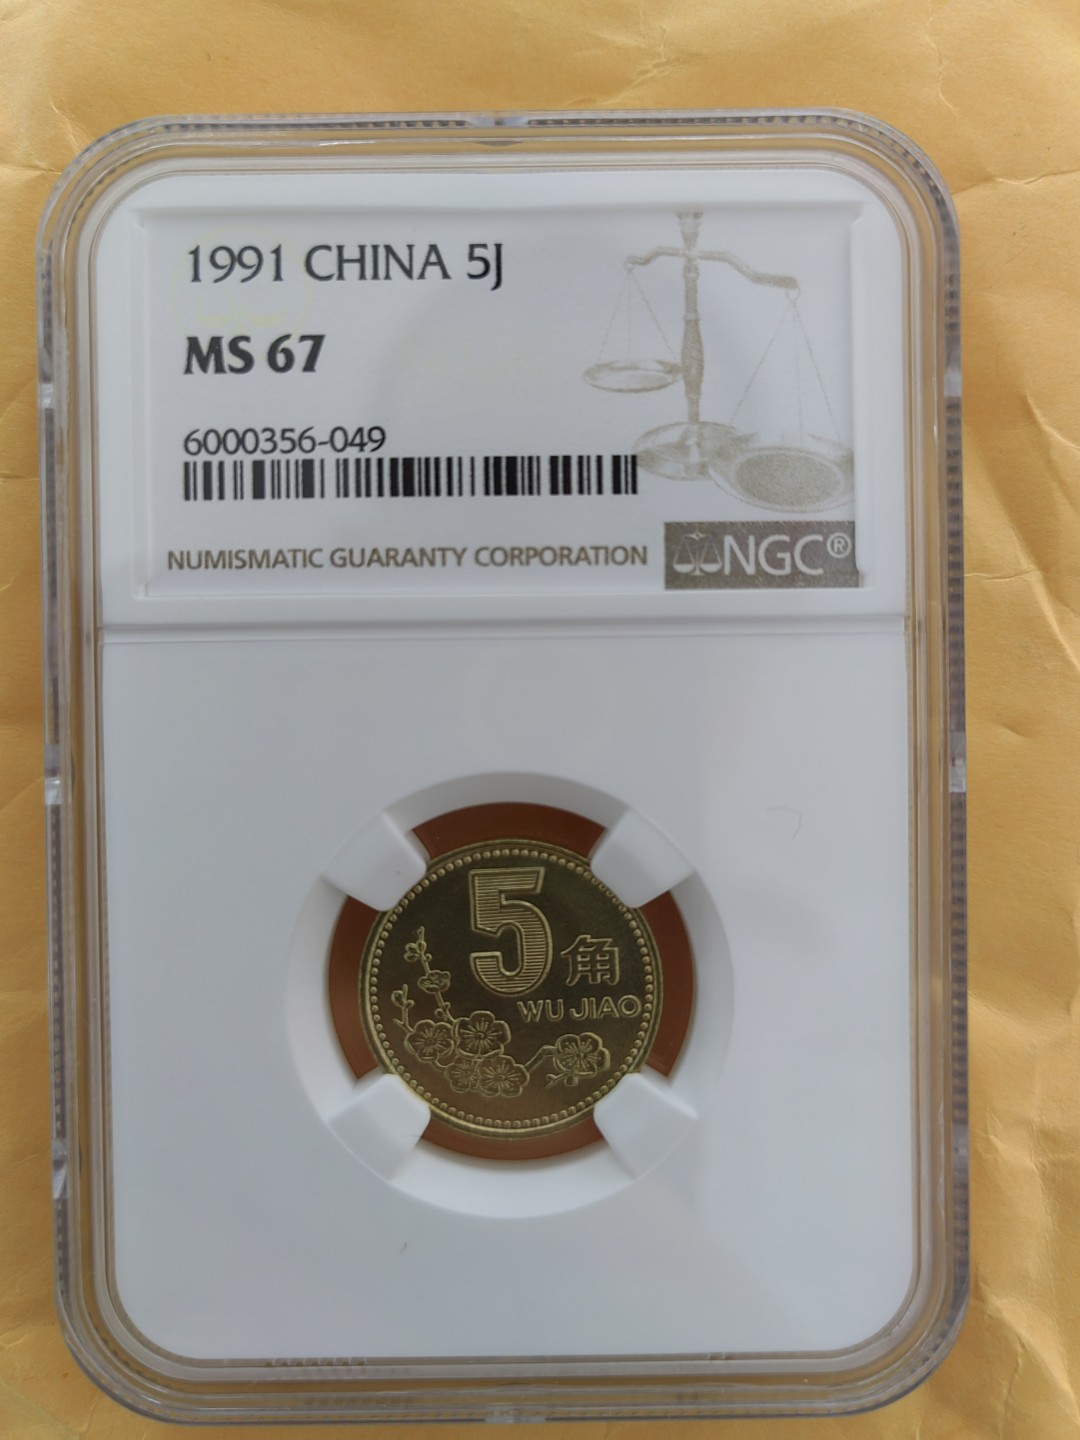 1991 CHINA 5J
MS 67
6000356-049
NUMISMATIC GUARANTY CORPORATION
NGC®
5
角
WU JIAO